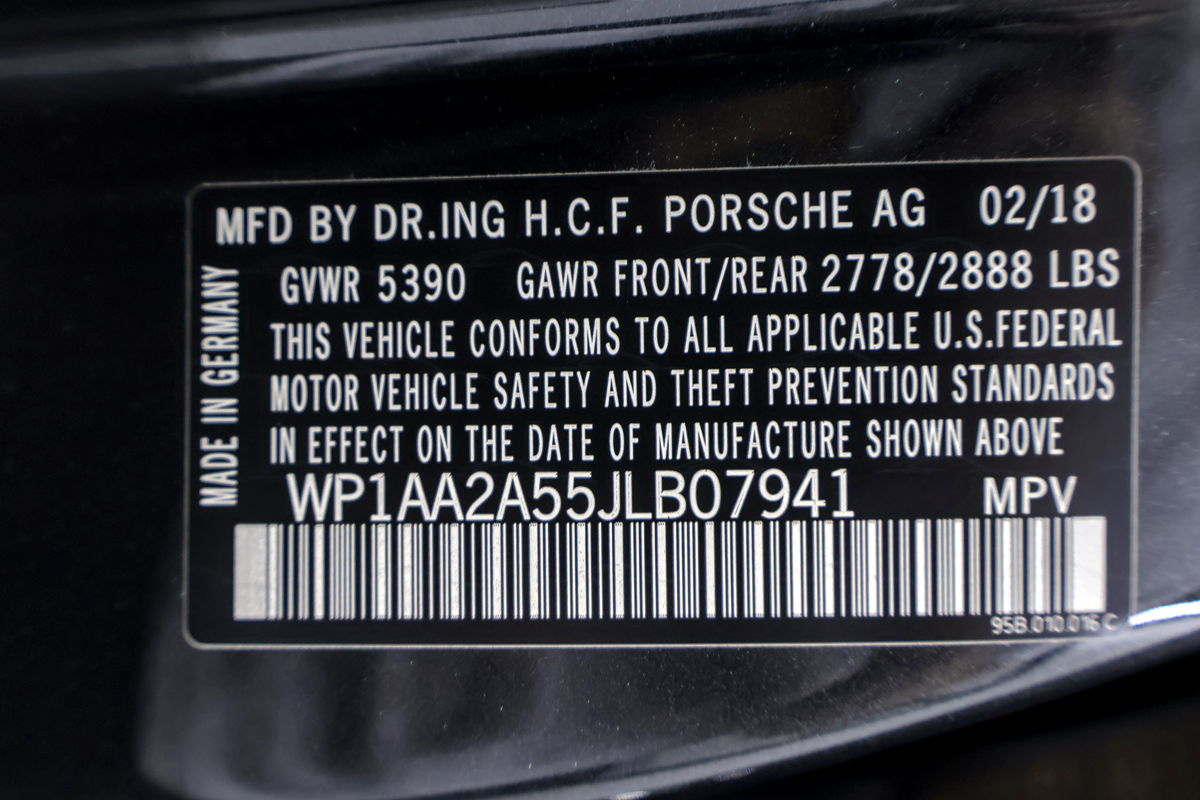 MFD BY DR.ING H.C.F. PORSCHE AG 02/18
GVWR 5390 GAWR FRONT/REAR 2778/2888 LBS
THIS VEHICLE CONFORMS TO ALL APPLICABLE U.S.FEDERAL
MOTOR VEHICLE SAFETY AND THEFT PREVENTION STANDARDS
IN EFFECT ON THE DATE OF MANUFACTURE SHOWN ABOVE
WP1AA2A55JLB07941 MPV
95B.010.016 C
MADE IN GERMANY